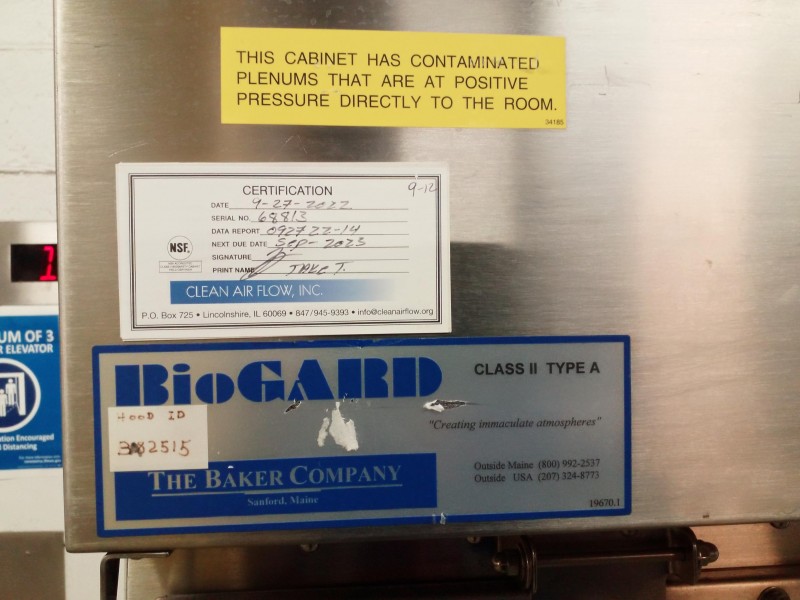 THIS CABINET HAS CONTAMINATED
PLENUMS THAT ARE AT POSITIVE
PRESSURE DIRECTLY TO THE ROOM.
34185
CERTIFICATION
9-12
DATE 9-27-2022
SERIAL NO. 68813
DATA REPORT 092722-14
NEXT DUE DATE Sep-2023
SIGNATURE
PRINT NAME JAKE T.
NSF
CLEAN AIR FLOW, INC.
P.O. Box 725 • Lincolnshire, IL 60069 • 847/945-9393 • info@cleanairflow.org
UM OF 3
R ELEVATOR
tion Encouraged
l Distancing
BioGARD
CLASS II TYPE A
"Creating immaculate atmospheres"
HOOD ID
2515
THE BAKER COMPANY
Sanford, Maine
Outside Maine (800) 992-2537
Outside USA (207) 324-8773
19670.1